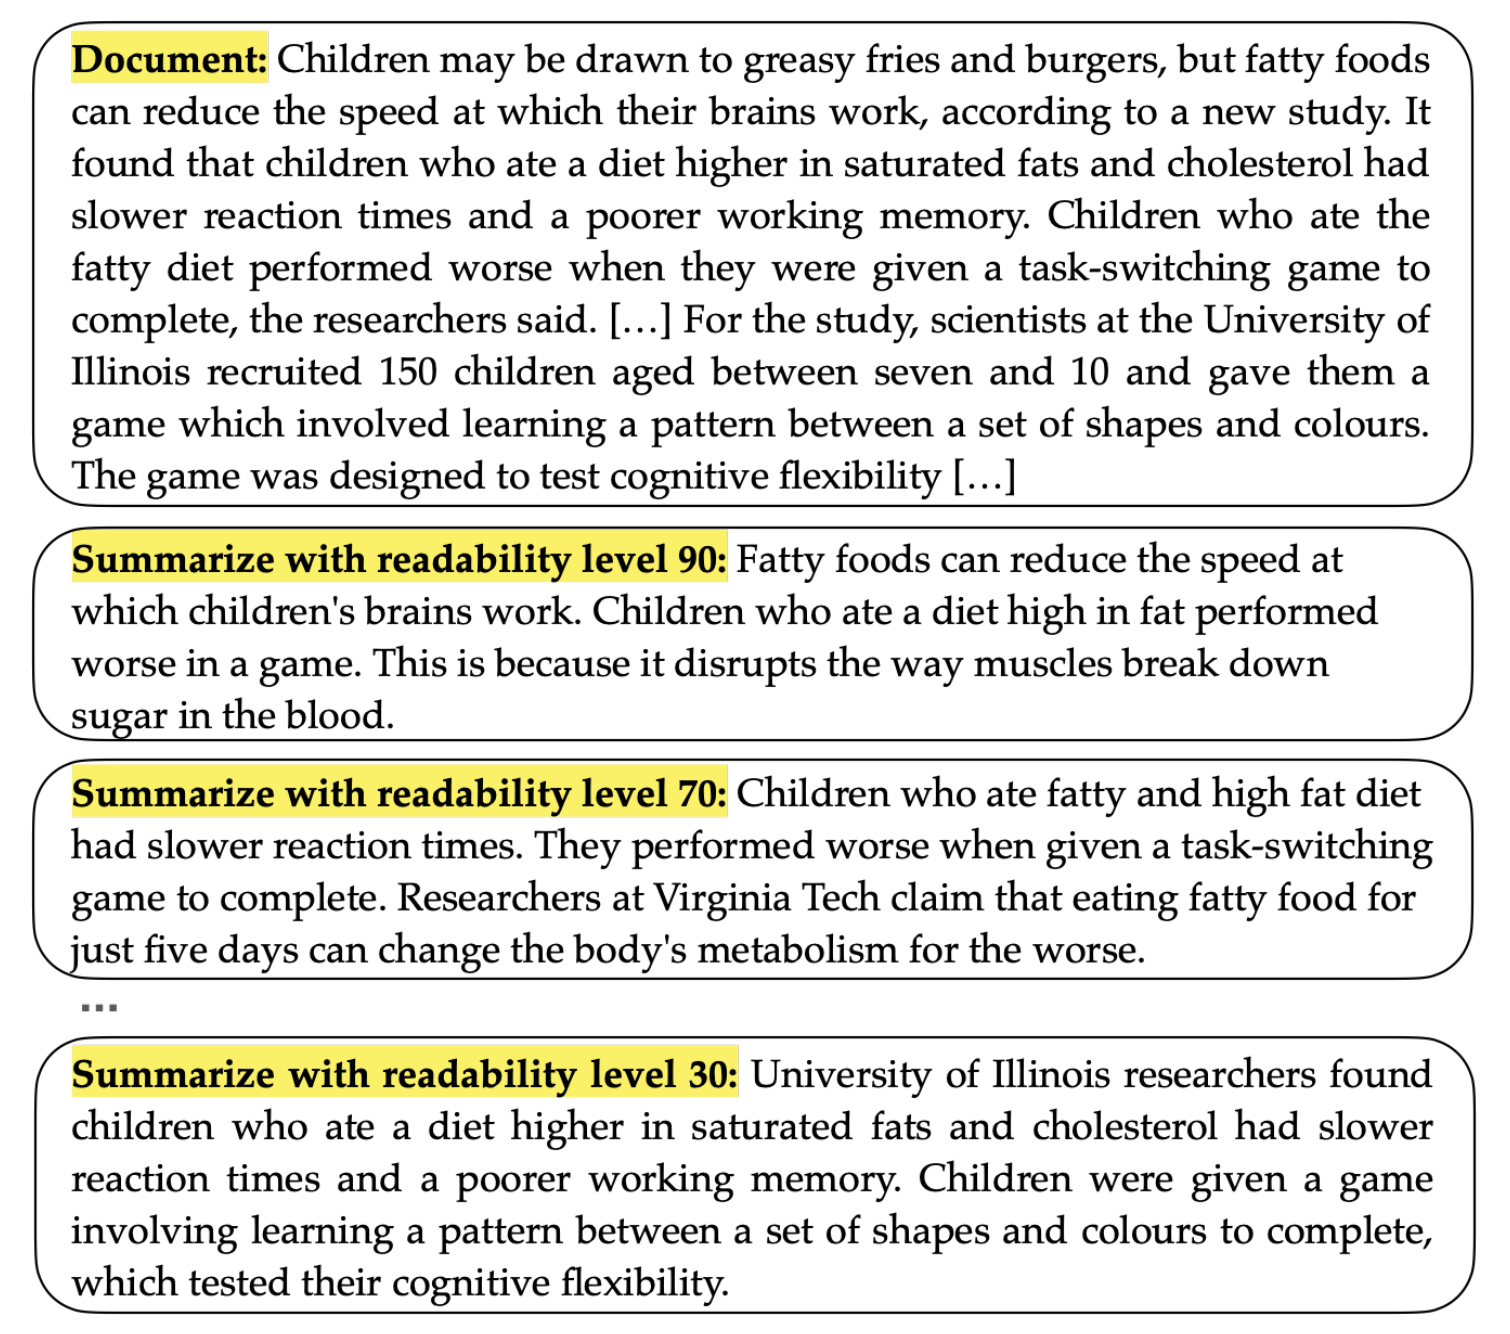 Document: Children may be drawn to greasy fries and burgers, but fatty foods
can reduce the speed at which their brains work, according to a new study. It
found that children who ate a diet higher in saturated fats and cholesterol had
slower reaction times and a poorer working memory. Children who ate the
fatty diet performed worse when they were given a task-switching game to
complete, the researchers said. […] For the study, scientists at the University of
Illinois recruited 150 children aged between seven and 10 and gave them a
game which involved learning a pattern between a set of shapes and colours.
The game was designed to test cognitive flexibility […]
Summarize with readability level 90: Fatty foods can reduce the speed at
which children's brains work. Children who ate a diet high in fat performed
worse in a game. This is because it disrupts the way muscles break down
sugar in the blood.
Summarize with readability level 70: Children who ate fatty and high fat diet
had slower reaction times. They performed worse when given a task-switching
game to complete. Researchers at Virginia Tech claim that eating fatty food for
just five days can change the body's metabolism for the worse.
...
Summarize with readability level 30: University of Illinois researchers found
children who ate a diet higher in saturated fats and cholesterol had slower
reaction times and a poorer working memory. Children were given a game
involving learning a pattern between a set of shapes and colours to complete,
which tested their cognitive flexibility.